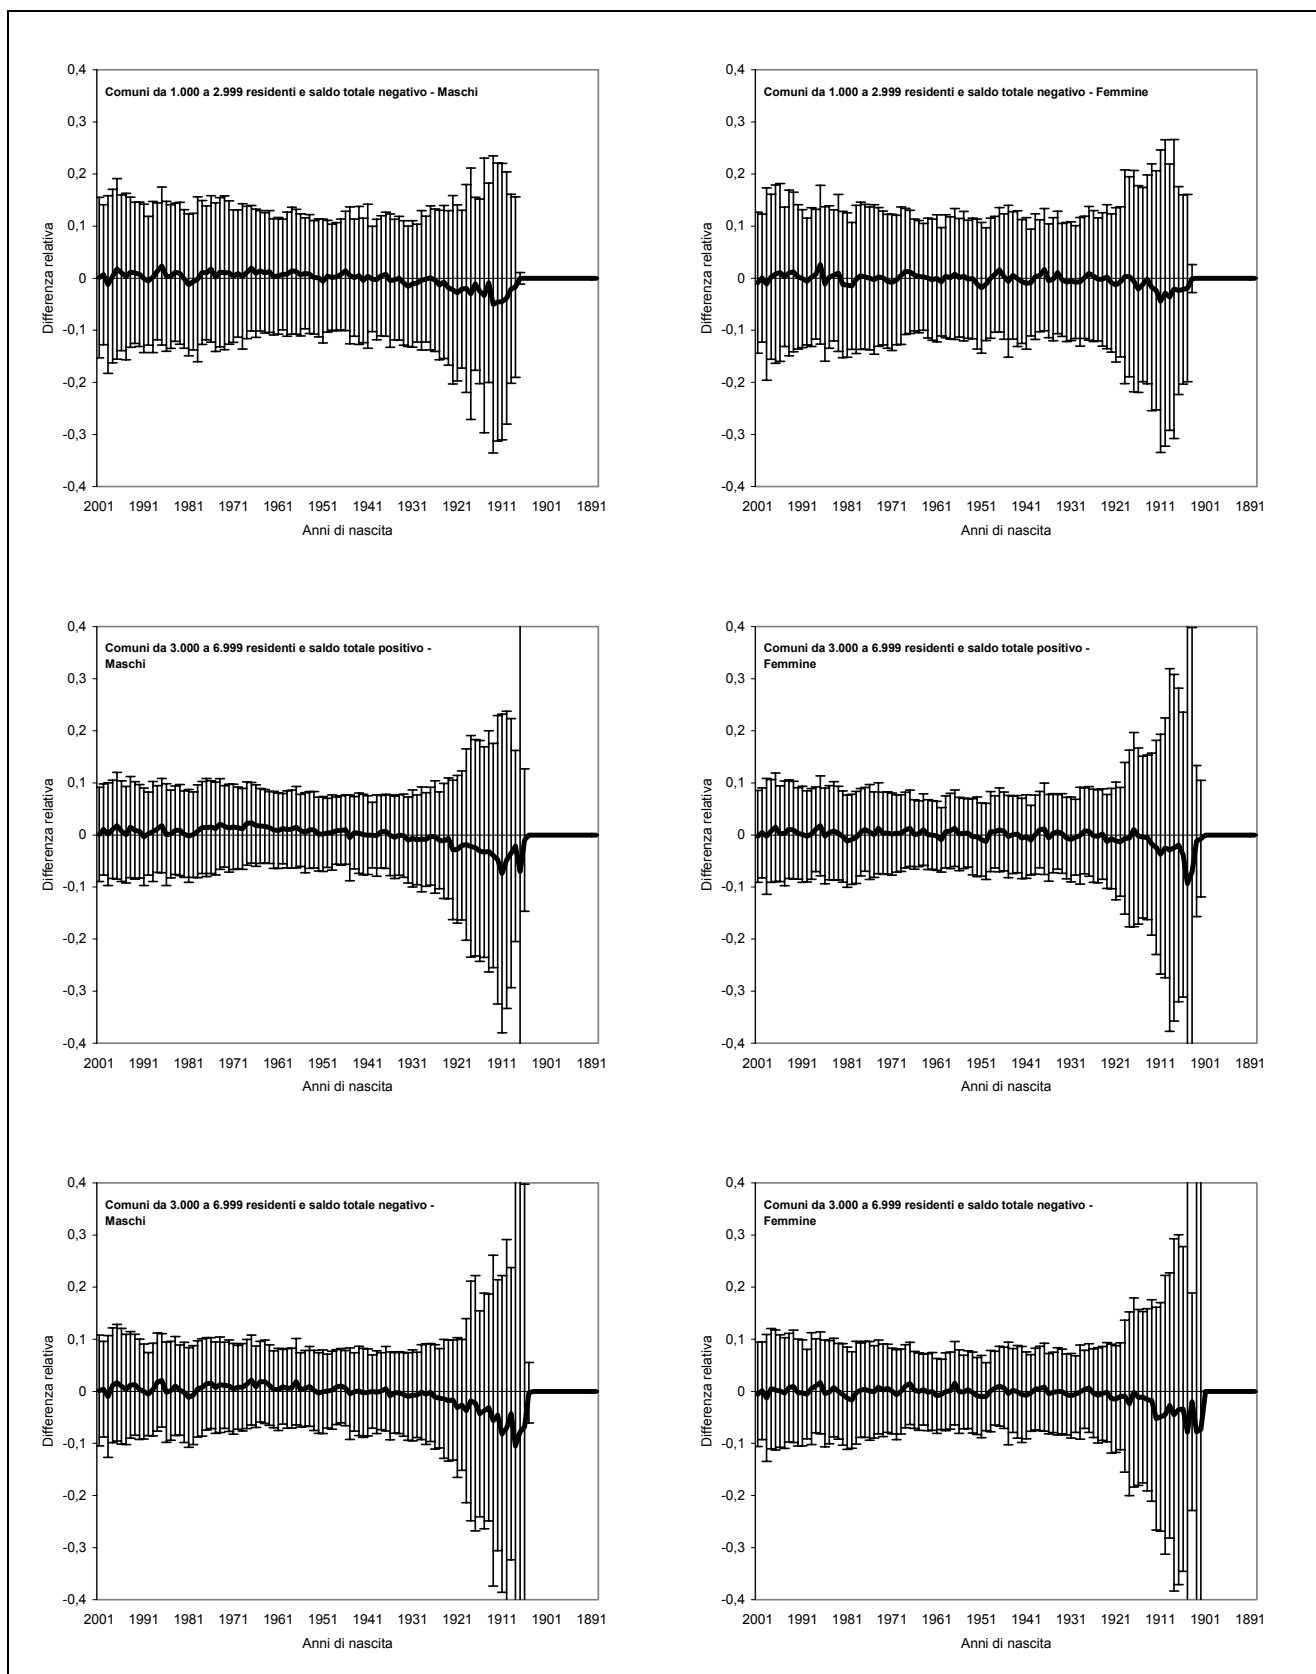 Comuni da 1.000 a 2.999 residenti e saldo totale negativo - Maschi
0,4
0,3
0,2
0,1
0
-0,1
-0,2
-0,3
-0,4
Differenza relativa
2001 1991 1981 1971 1961 1951 1941 1931 1921 1911 1901 1891
Anni di nascita
Comuni da 1.000 a 2.999 residenti e saldo totale negativo - Femmine
0,4
0,3
0,2
0,1
0
-0,1
-0,2
-0,3
-0,4
Differenza relativa
2001 1991 1981 1971 1961 1951 1941 1931 1921 1911 1901 1891
Anni di nascita
Comuni da 3.000 a 6.999 residenti e saldo totale positivo -
Maschi
0,4
0,3
0,2
0,1
0
-0,1
-0,2
-0,3
-0,4
Differenza relativa
2001 1991 1981 1971 1961 1951 1941 1931 1921 1911 1901 1891
Anni di nascita
Comuni da 3.000 a 6.999 residenti e saldo totale positivo -
Femmine
0,4
0,3
0,2
0,1
0
-0,1
-0,2
-0,3
-0,4
Differenza relativa
2001 1991 1981 1971 1961 1951 1941 1931 1921 1911 1901 1891
Anni di nascita
Comuni da 3.000 a 6.999 residenti e saldo totale negativo -
Maschi
0,4
0,3
0,2
0,1
0
-0,1
-0,2
-0,3
-0,4
Differenza relativa
2001 1991 1981 1971 1961 1951 1941 1931 1921 1911 1901 1891
Anni di nascita
Comuni da 3.000 a 6.999 residenti e saldo totale negativo -
Femmine
0,4
0,3
0,2
0,1
0
-0,1
-0,2
-0,3
-0,4
Differenza relativa
2001 1991 1981 1971 1961 1951 1941 1931 1921 1911 1901 1891
Anni di nascita